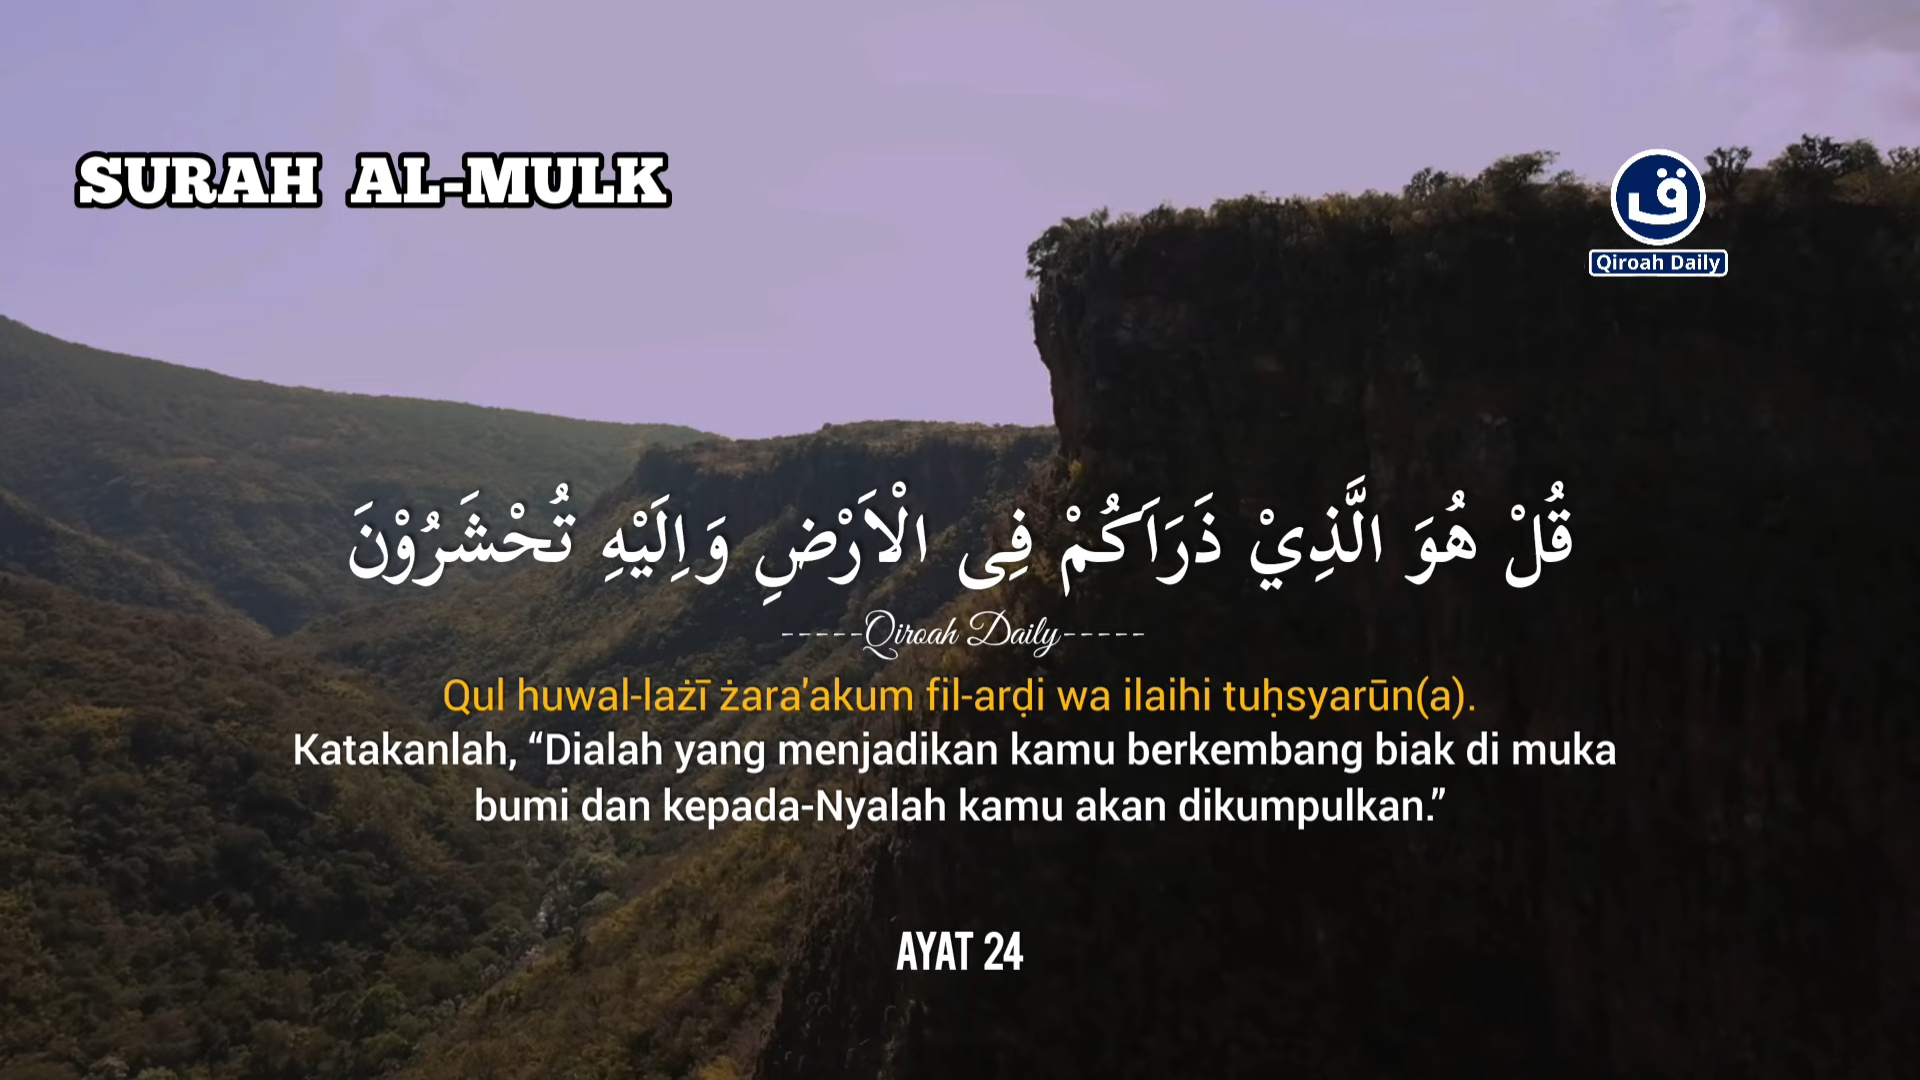 SURAH AL-MULK
ق
Qiroah Daily
قُلْ هُوَ الَّذِيْ ذَرَاَكُمْ فِى الْاَرْضِ وَاِلَيْهِ تُحْشَرُوْنَ
-----Qiroah Daily-----
Qul huwal-lażī żara'akum fil-arḍi wa ilaihi tuḥsyarūn(a).
Katakanlah, “Dialah yang menjadikan kamu berkembang biak di muka
bumi dan kepada-Nyalah kamu akan dikumpulkan.”
AYAT 24